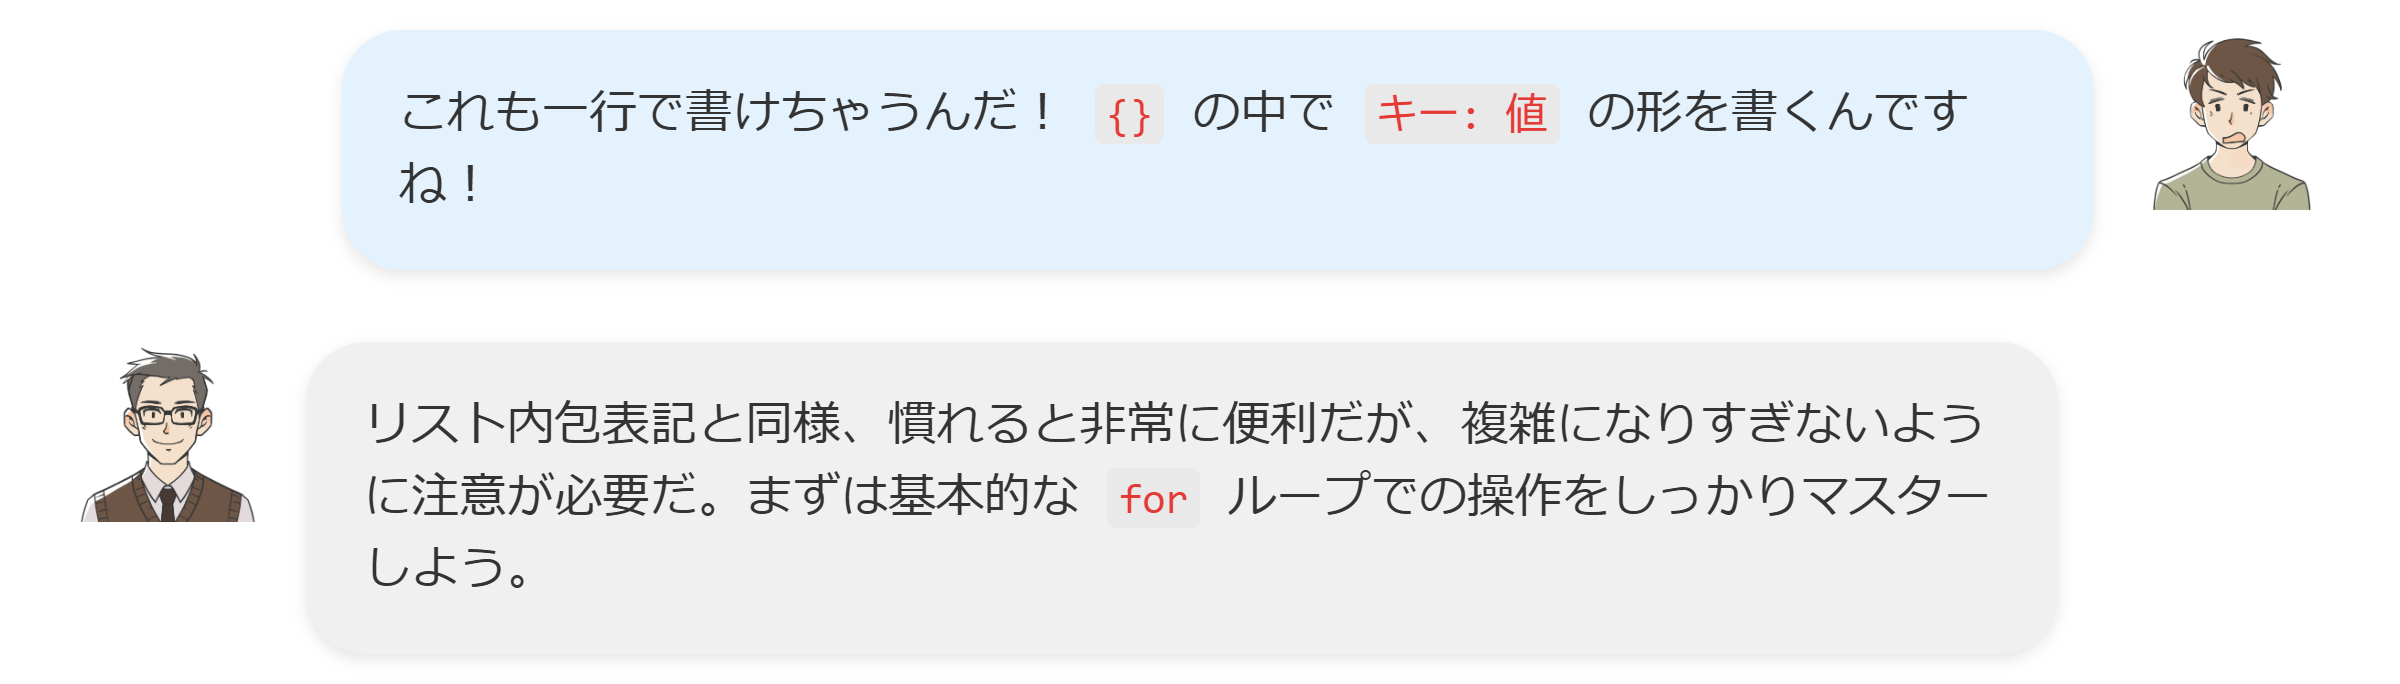 これも一行で書けちゃうんだ！ {} の中で キー: 値 の形を書くんです
ね！
リスト内包表記と同様、慣れると非常に便利だが、複雑になりすぎないよう
に注意が必要だ。まずは基本的な for ループでの操作をしっかりマスター
しよう。